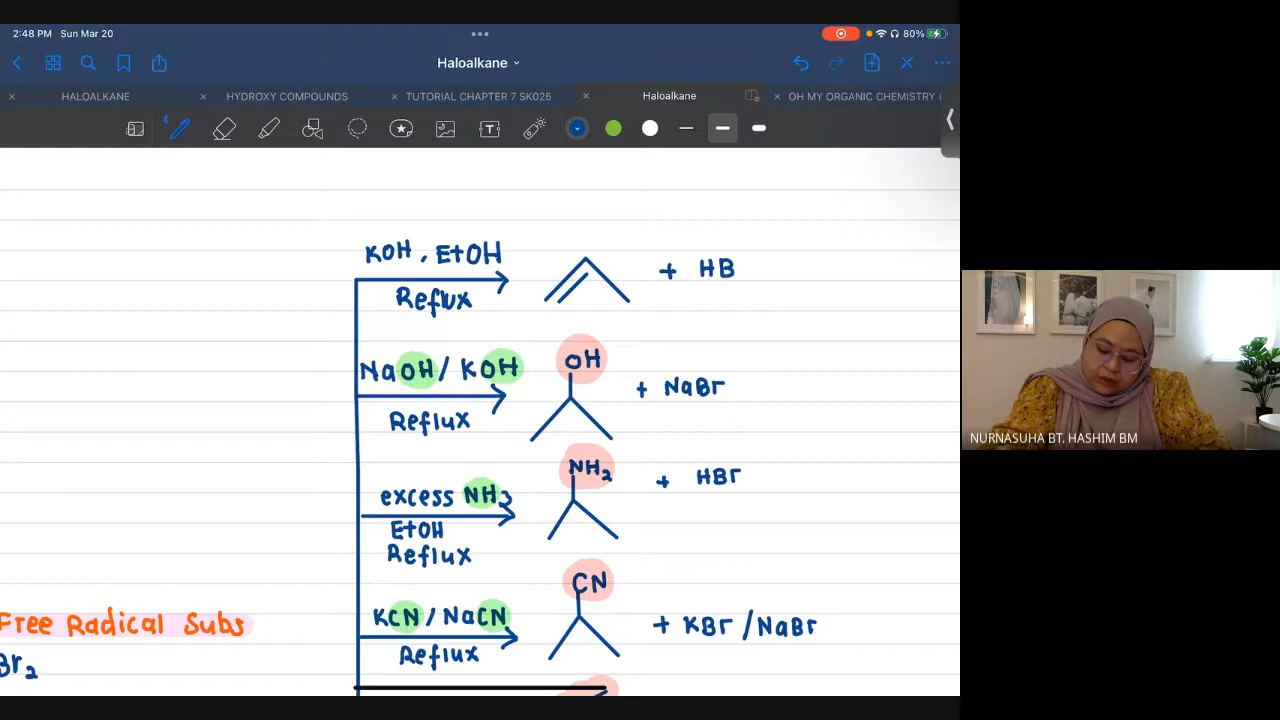 2:48 PM Sun Mar 20
80%
Haloalkane
HALOALKANE
HYDROXY COMPOUNDS
TUTORIAL CHAPTER 7 SK025
Haloalkane
OH MY ORGANIC CHEMISTRY (
KOH, EtOH
Reflux
+ HB
NaOH / KOH
Reflux
OH
+ NaBr
excess NH3
EtOH
Reflux
NH2
+ HBr
KCN / NaCN
Reflux
CN
+ KBr / NaBr
Free Radical Subs
Br2
NURNASUHA BT. HASHIM BM